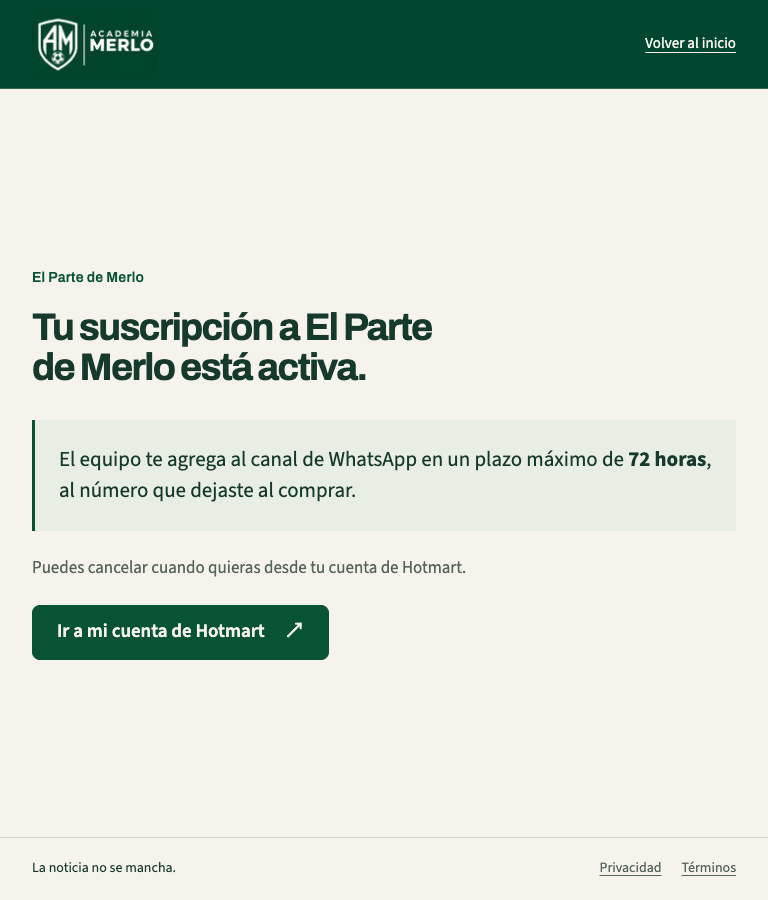 AM
ACADEMIA
MERLO
Volver al inicio
El Parte de Merlo
Tu suscripción a El Parte
de Merlo está activa.
El equipo te agrega al canal de WhatsApp en un plazo máximo de 72 horas,
al número que dejaste al comprar.
Puedes cancelar cuando quieras desde tu cuenta de Hotmart.
Ir a mi cuenta de Hotmart ↗
La noticia no se mancha.
Privacidad Términos